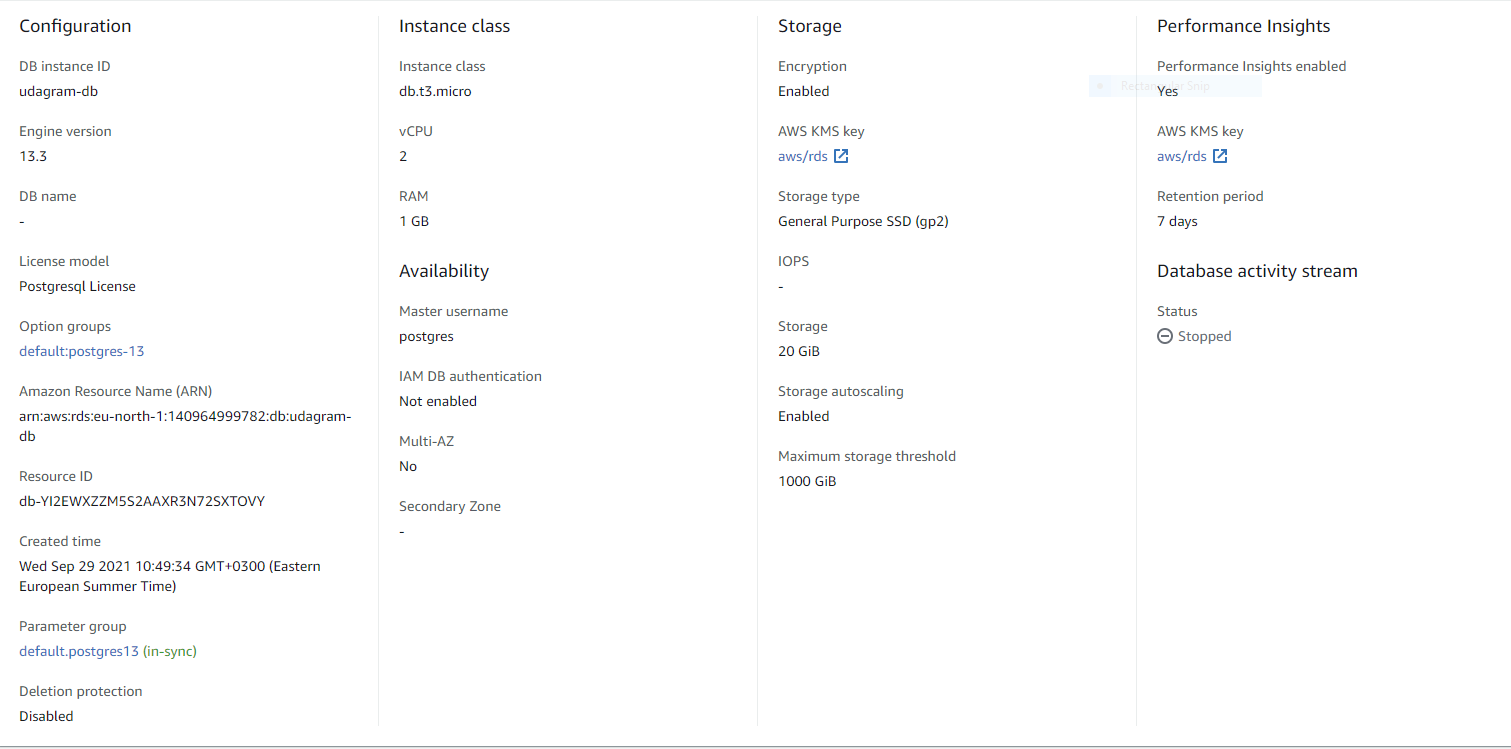 Configuration
DB instance ID
udagram-db
Engine version
13.3
DB name
-
License model
Postgresql License
Option groups
default:postgres-13
Amazon Resource Name (ARN)
arn:aws:rds:eu-north-1:140964999782:db:udagram-
db
Resource ID
db-YI2EWXZZM5S2AAXR3N72SXTOVY
Created time
Wed Sep 29 2021 10:49:34 GMT+0300 (Eastern
European Summer Time)
Parameter group
default.postgres13 (in-sync)
Deletion protection
Disabled
Instance class
Instance class
db.t3.micro
vCPU
2
RAM
1 GB
Availability
Master username
postgres
IAM DB authentication
Not enabled
Multi-AZ
No
Secondary Zone
-
Storage
Encryption
Enabled
AWS KMS key
aws/rds
Storage type
General Purpose SSD (gp2)
IOPS
-
Storage
20 GiB
Storage autoscaling
Enabled
Maximum storage threshold
1000 GiB
Performance Insights
Performance Insights enabled
Yes
Snip
AWS KMS key
aws/rds
Retention period
7 days
Database activity stream
Status
Stopped